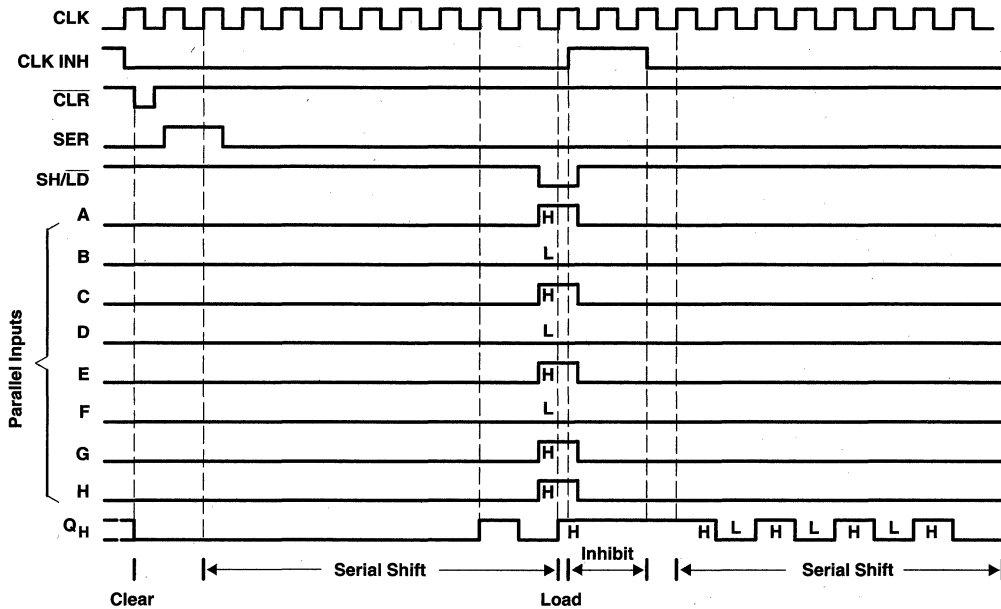 CLK
CLK INH
CLR
SER
SH/LD
A
H
B
L
C
H
D
L
E
H
F
L
G
H
H
H
Parallel Inputs
QH
H
H
L
H
L
H
L
H
Inhibit
Serial Shift
Serial Shift
Clear
Load